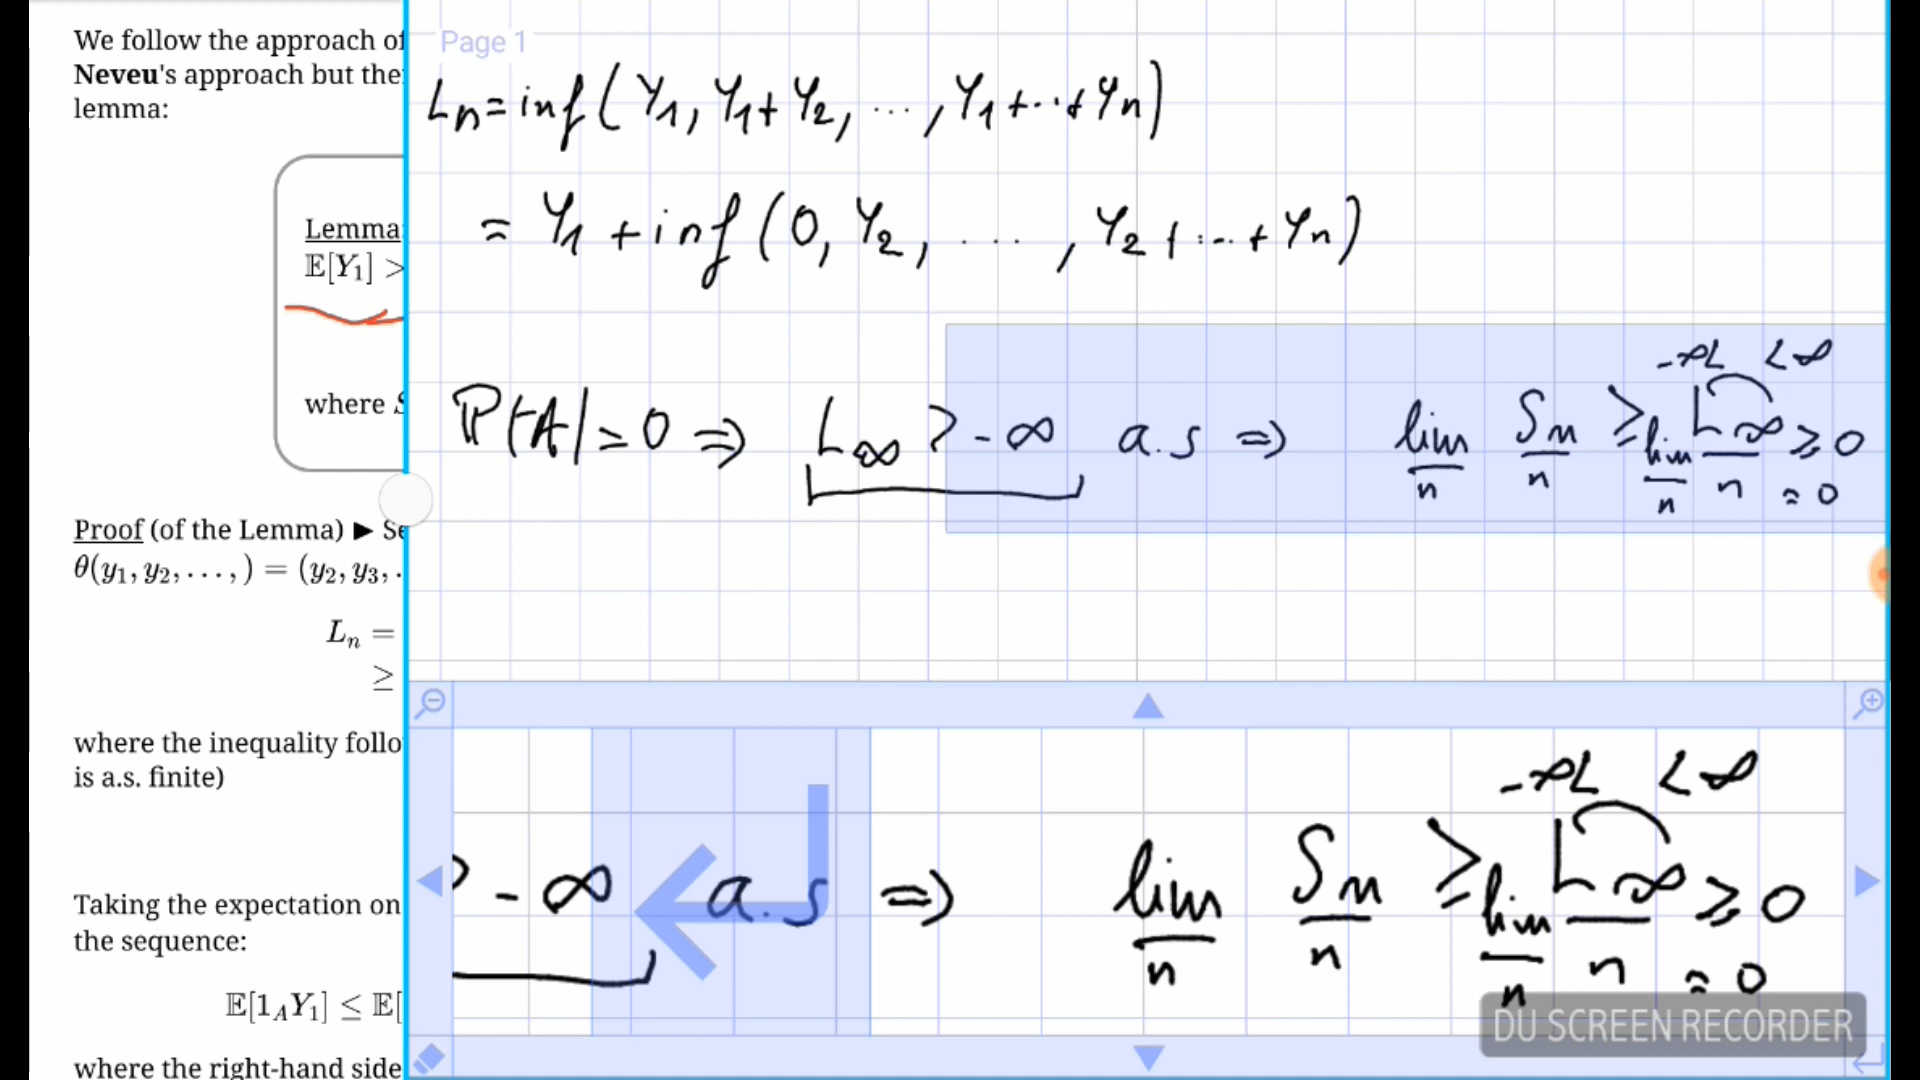 We follow the approach of
Neveu's approach but the
lemma:
Lemma
𝔼[Y₁] >
where S
Proof (of the Lemma) ▶ Se
θ(y₁, y₂, . . . , ) = (y₂, y₃, .
Lₙ =
≥
where the inequality follo
is a.s. finite)
Taking the expectation on
the sequence:
𝔼[1_A Y₁] ≤ 𝔼[
where the right-hand side
Page 1
Lₙ = inf(Y₁, Y₁+Y₂, ..., Y₁+...+Yₙ)
= Y₁ + inf(0, Y₂, ..., Y₂+...+Yₙ)
-∞ < < ∞
ℙ(A) = 0 ⇒ L∞ > -∞ a.s ⇒ lim Sₙ/n ≥ lim L∞/n ≥ 0
n n = 0
-∞ < < ∞
- ∞ a.s ⇒ lim Sₙ/n ≥ lim L∞/n ≥ 0
n n = 0
DU SCREEN RECORDER